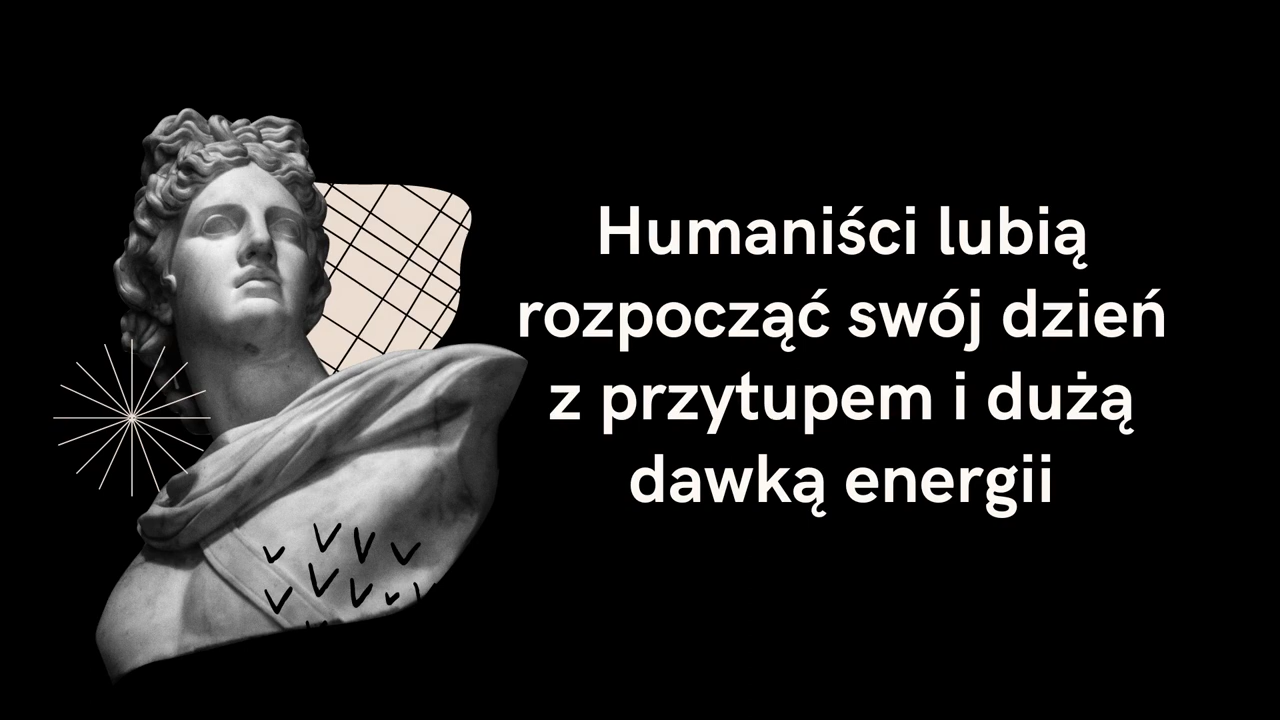 Humaniści lubią
rozpocząć swój dzień
z przytupem i dużą
dawką energii